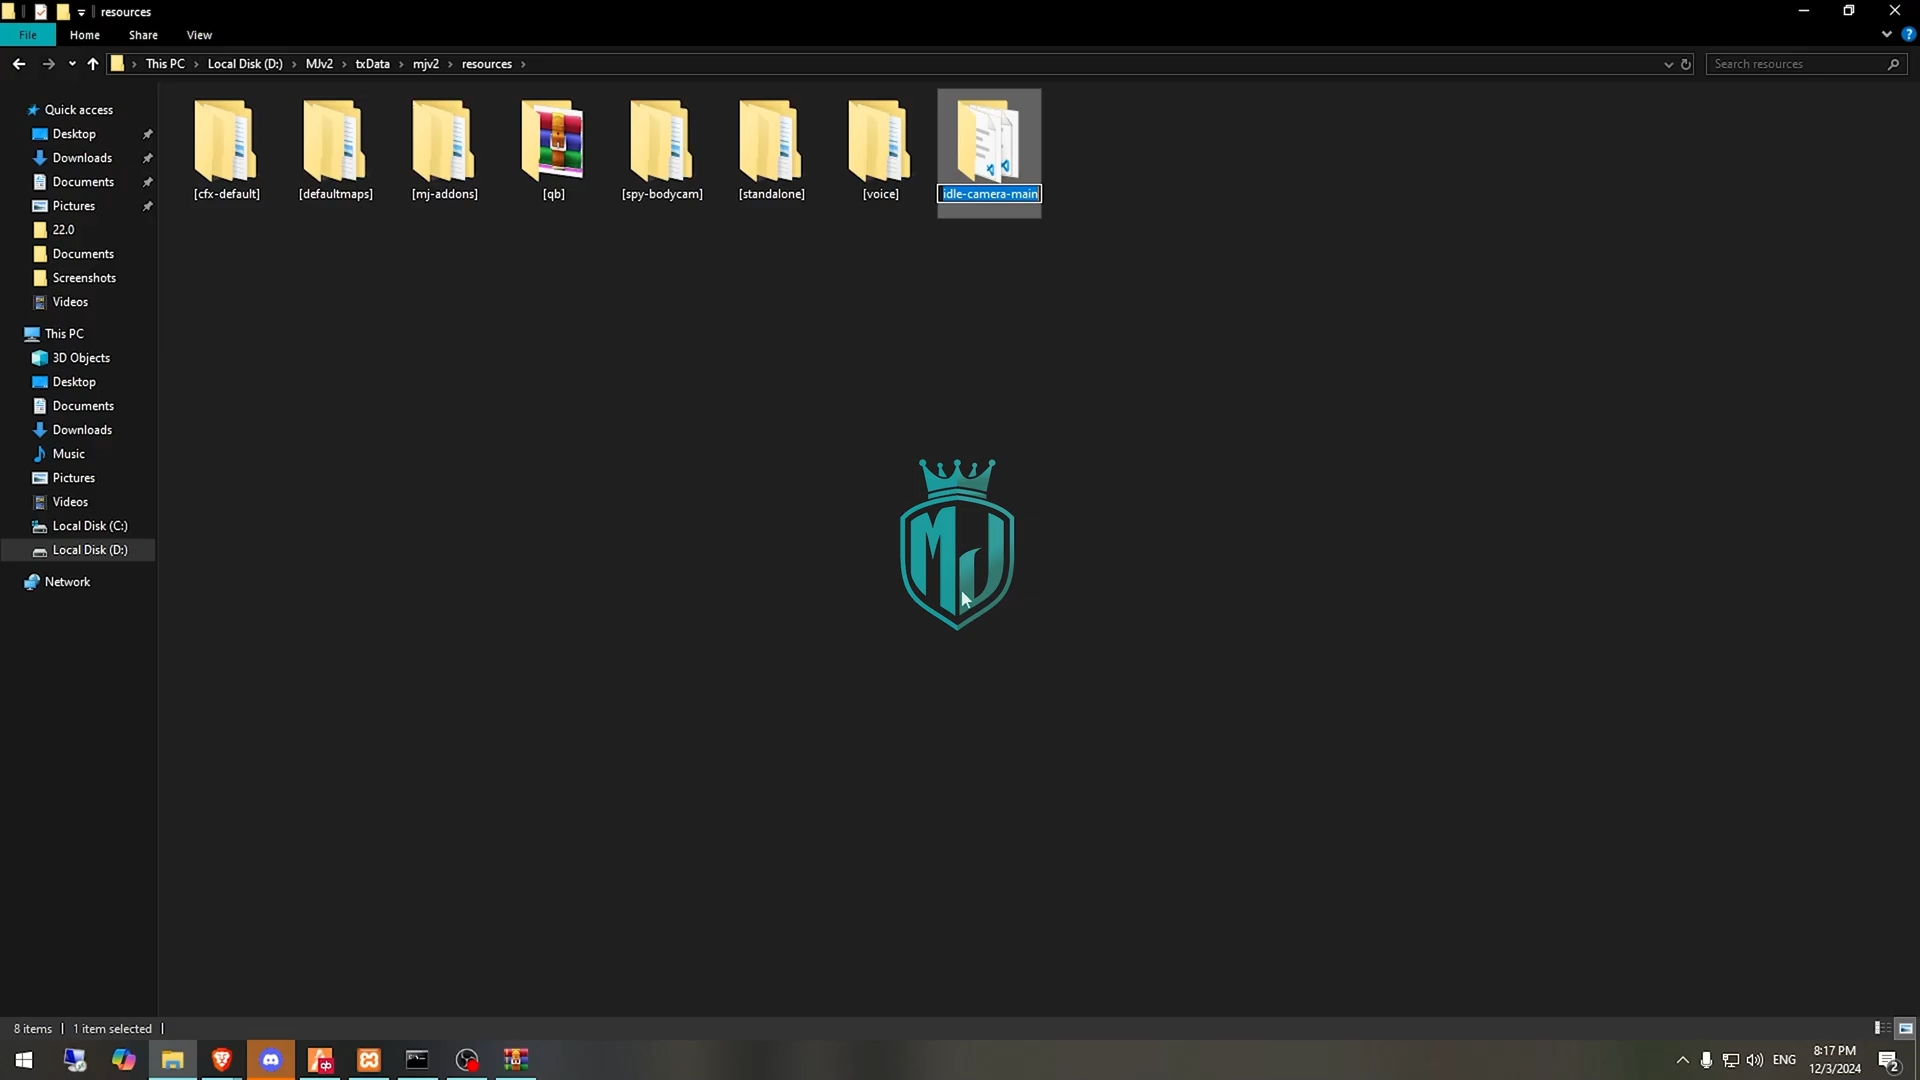 resources
File
Home
Share
View
This PC
Local Disk (D:)
MJv2
txData
mjv2
resources
Search resources
Quick access
Desktop
Downloads
Documents
Pictures
22.0
Documents
Screenshots
Videos
This PC
3D Objects
Desktop
Documents
Downloads
Music
Pictures
Videos
Local Disk (C:)
Local Disk (D:)
Network
[cfx-default]
[defaultmaps]
[mj-addons]
[qb]
[spy-bodycam]
[standalone]
[voice]
idle-camera-main
MJ
8 items
1 item selected
qb
ENG
8:17 PM
12/3/2024
2